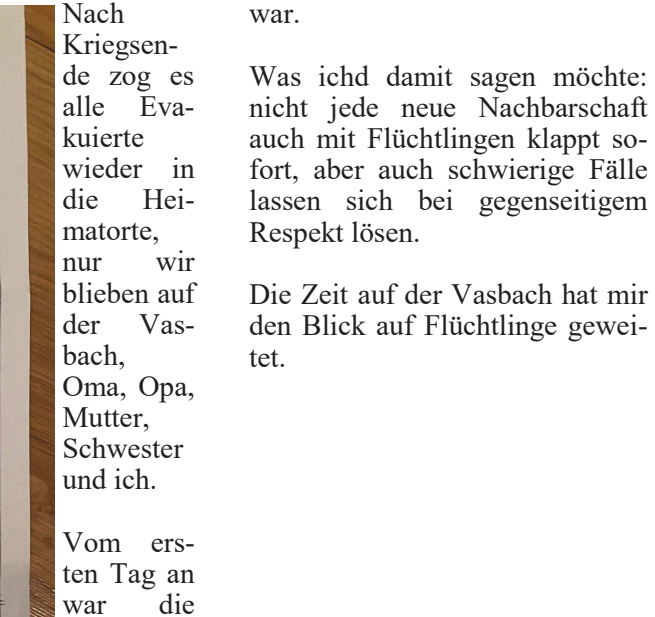 Nach
Kriegsen-
de zog es
alle Eva-
kuierte
wieder in
die Hei-
matorte,
nur wir
blieben auf
der Vas-
bach,
Oma, Opa,
Mutter,
Schwester
und ich.
Vom ers-
ten Tag an
war die
war.
Was ichd damit sagen möchte:
nicht jede neue Nachbarschaft
auch mit Flüchtlingen klappt so-
fort, aber auch schwierige Fälle
lassen sich bei gegenseitigem
Respekt lösen.
Die Zeit auf der Vasbach hat mir
den Blick auf Flüchtlinge gewei-
tet.